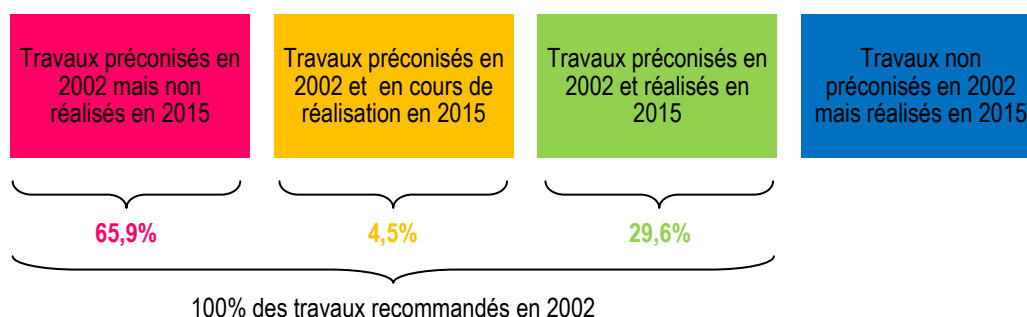 Travaux préconisés en
2002 mais non
réalisés en 2015
Travaux préconisés en
2002 et en cours de
réalisation en 2015
Travaux préconisés en
2002 et réalisés en
2015
Travaux non
préconisés en 2002
mais réalisés en 2015
65,9%
4,5%
29,6%
100% des travaux recommandés en 2002